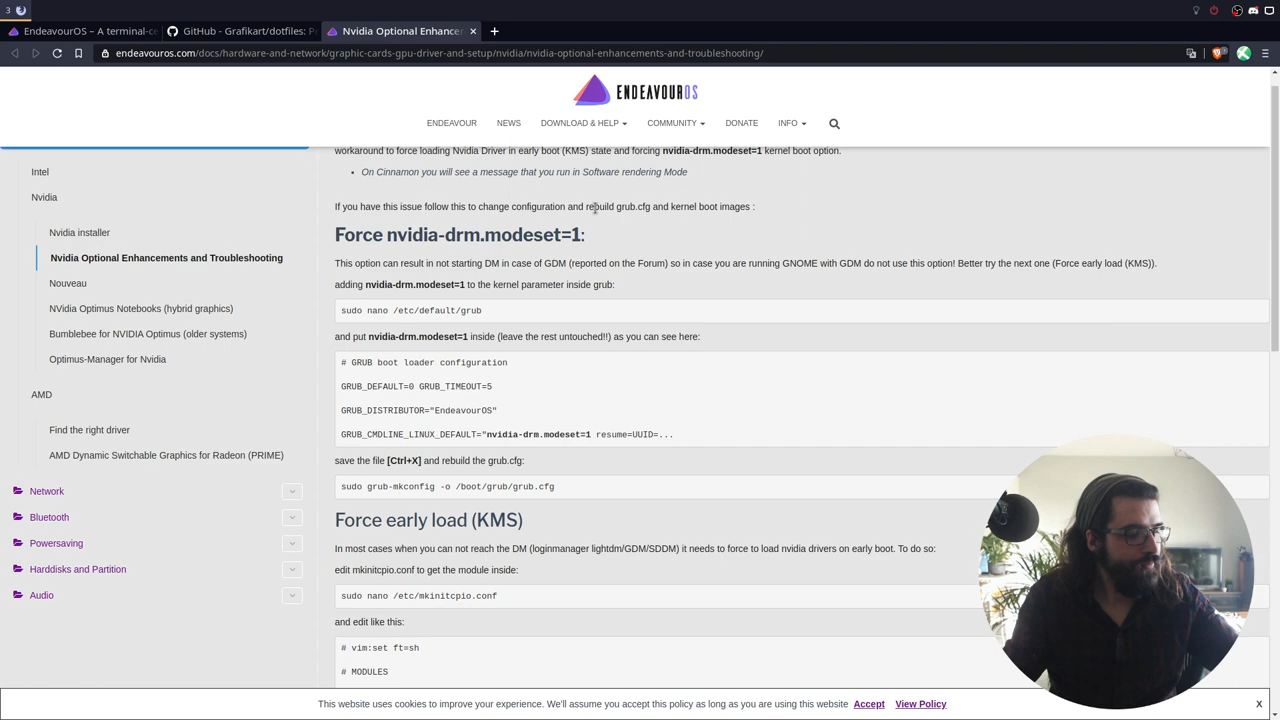 3
EndeavourOS – A terminal-ce
GitHub - Grafikart/dotfiles: P
Nvidia Optional Enhancem
endeavouros.com/docs/hardware-and-network/graphic-cards-gpu-driver-and-setup/nvidia/nvidia-optional-enhancements-and-troubleshooting/
ENDEAVOUROS
ENDEAVOUR NEWS DOWNLOAD & HELP COMMUNITY DONATE INFO
Intel
Nvidia
Nvidia installer
Nvidia Optional Enhancements and Troubleshooting
Nouveau
NVidia Optimus Notebooks (hybrid graphics)
Bumblebee for NVIDIA Optimus (older systems)
Optimus-Manager for Nvidia
AMD
Find the right driver
AMD Dynamic Switchable Graphics for Radeon (PRIME)
Network
Bluetooth
Powersaving
Harddisks and Partition
Audio
workaround to force loading Nvidia Driver in early boot (KMS) state and forcing nvidia-drm.modeset=1 kernel boot option.
• On Cinnamon you will see a message that you run in Software rendering Mode
If you have this issue follow this to change configuration and rebuild grub.cfg and kernel boot images :
Force nvidia-drm.modeset=1:
This option can result in not starting DM in case of GDM (reported on the Forum) so in case you are running GNOME with GDM do not use this option! Better try the next one (Force early load (KMS)).
adding nvidia-drm.modeset=1 to the kernel parameter inside grub:
sudo nano /etc/default/grub
and put nvidia-drm.modeset=1 inside (leave the rest untouched!!) as you can see here:
# GRUB boot loader configuration
GRUB_DEFAULT=0 GRUB_TIMEOUT=5
GRUB_DISTRIBUTOR="EndeavourOS"
GRUB_CMDLINE_LINUX_DEFAULT="nvidia-drm.modeset=1 resume=UUID=...
save the file [Ctrl+X] and rebuild the grub.cfg:
sudo grub-mkconfig -o /boot/grub/grub.cfg
Force early load (KMS)
In most cases when you can not reach the DM (loginmanager lightdm/GDM/SDDM) it needs to force to load nvidia drivers on early boot. To do so:
edit mkinitcpio.conf to get the module inside:
sudo nano /etc/mkinitcpio.conf
and edit like this:
# vim:set ft=sh
# MODULES
This website uses cookies to improve your experience. We'll assume you accept this policy as long as you are using this website Accept View Policy X